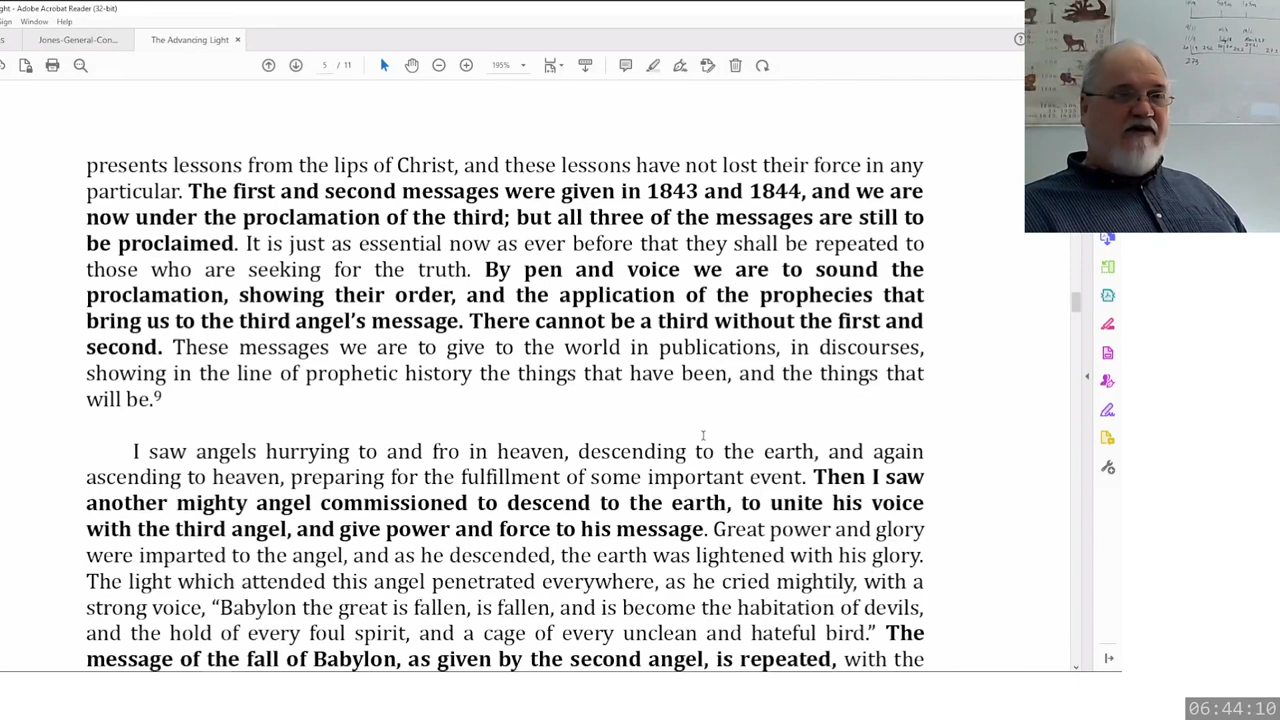 ght - Adobe Acrobat Reader (32-bit)
Sign Window Help
s Jones-General-Con... The Advancing Light ×
5 / 11 195%
presents lessons from the lips of Christ, and these lessons have not lost their force in any
particular. The first and second messages were given in 1843 and 1844, and we are
now under the proclamation of the third; but all three of the messages are still to
be proclaimed. It is just as essential now as ever before that they shall be repeated to
those who are seeking for the truth. By pen and voice we are to sound the
proclamation, showing their order, and the application of the prophecies that
bring us to the third angel’s message. There cannot be a third without the first and
second. These messages we are to give to the world in publications, in discourses,
showing in the line of prophetic history the things that have been, and the things that
will be.⁹
I saw angels hurrying to and fro in heaven, descending to the earth, and again
ascending to heaven, preparing for the fulfillment of some important event. Then I saw
another mighty angel commissioned to descend to the earth, to unite his voice
with the third angel, and give power and force to his message. Great power and glory
were imparted to the angel, and as he descended, the earth was lightened with his glory.
The light which attended this angel penetrated everywhere, as he cried mightily, with a
strong voice, “Babylon the great is fallen, is fallen, and is become the habitation of devils,
and the hold of every foul spirit, and a cage of every unclean and hateful bird.” The
message of the fall of Babylon, as given by the second angel, is repeated, with the
06:44:10